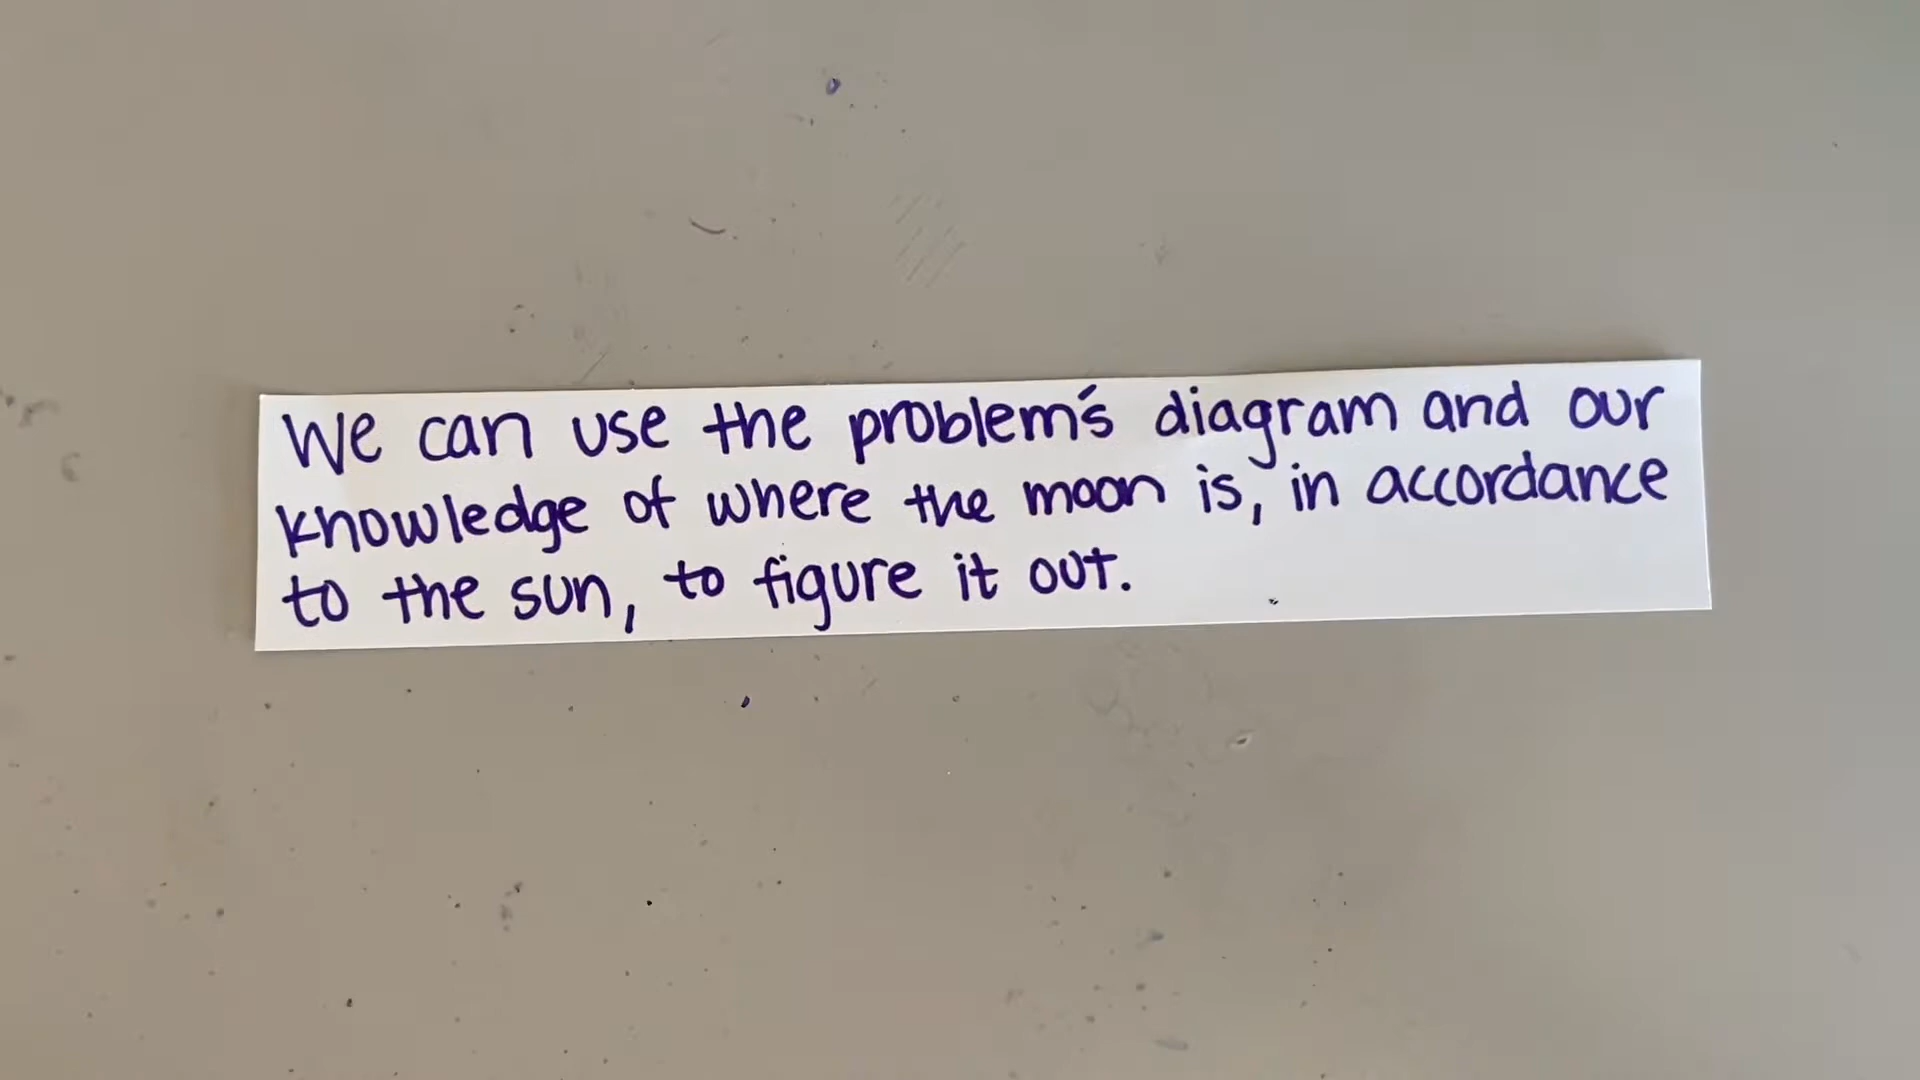 We can use the problem's diagram and our
knowledge of where the moon is, in accordance
to the sun, to figure it out.